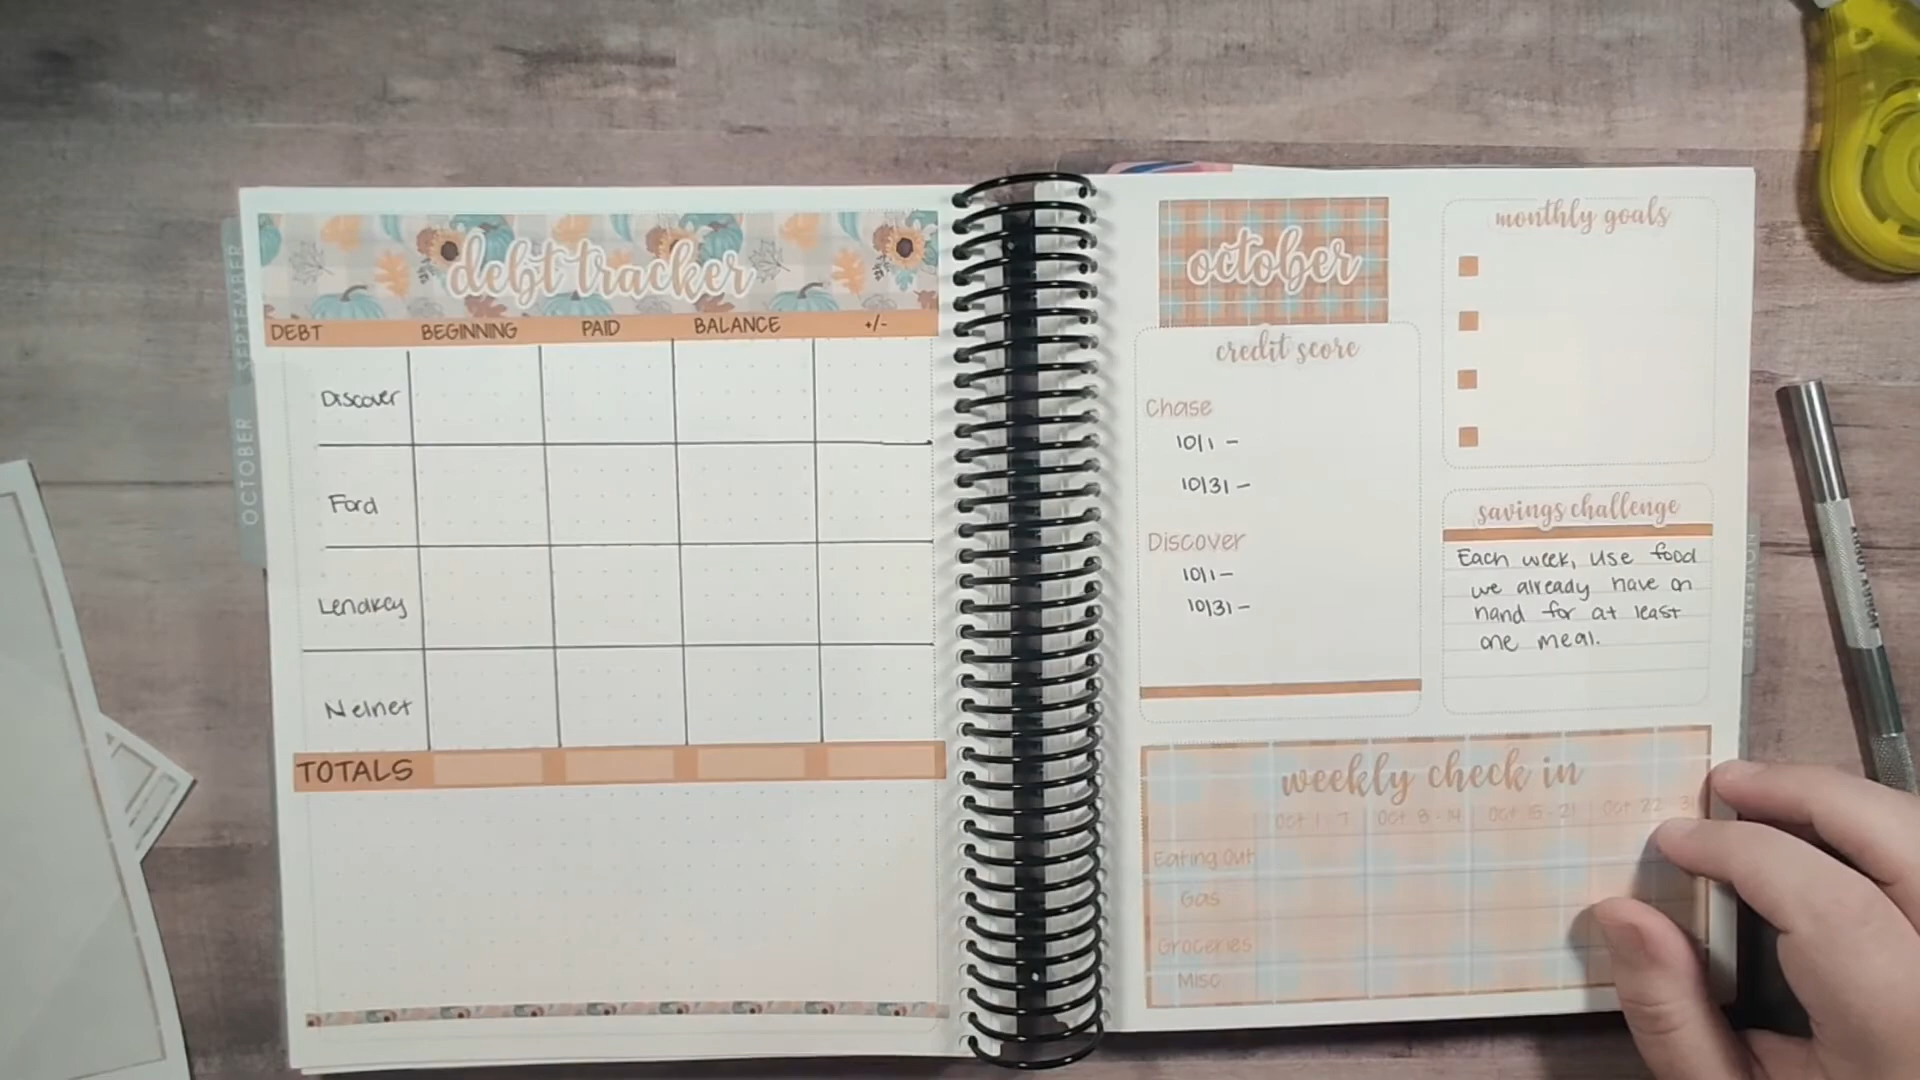 debt tracker
DEBT BEGINNING PAID BALANCE +/-
Discover
Ford
Lendkey
Nelnet
TOTALS
SEPTEMBER
OCTOBER
october
credit score
Chase
10/1 -
10/31 -
Discover
10/1 -
10/31 -
monthly goals
savings challenge
Each week, use food
we already have on
hand for at least
one meal.
weekly check in
Oct 1 - 7 Oct 8 - 14 Oct 15 - 21 Oct 22 31
Eating Out
Gas
Groceries
Misc
NOVEMBER